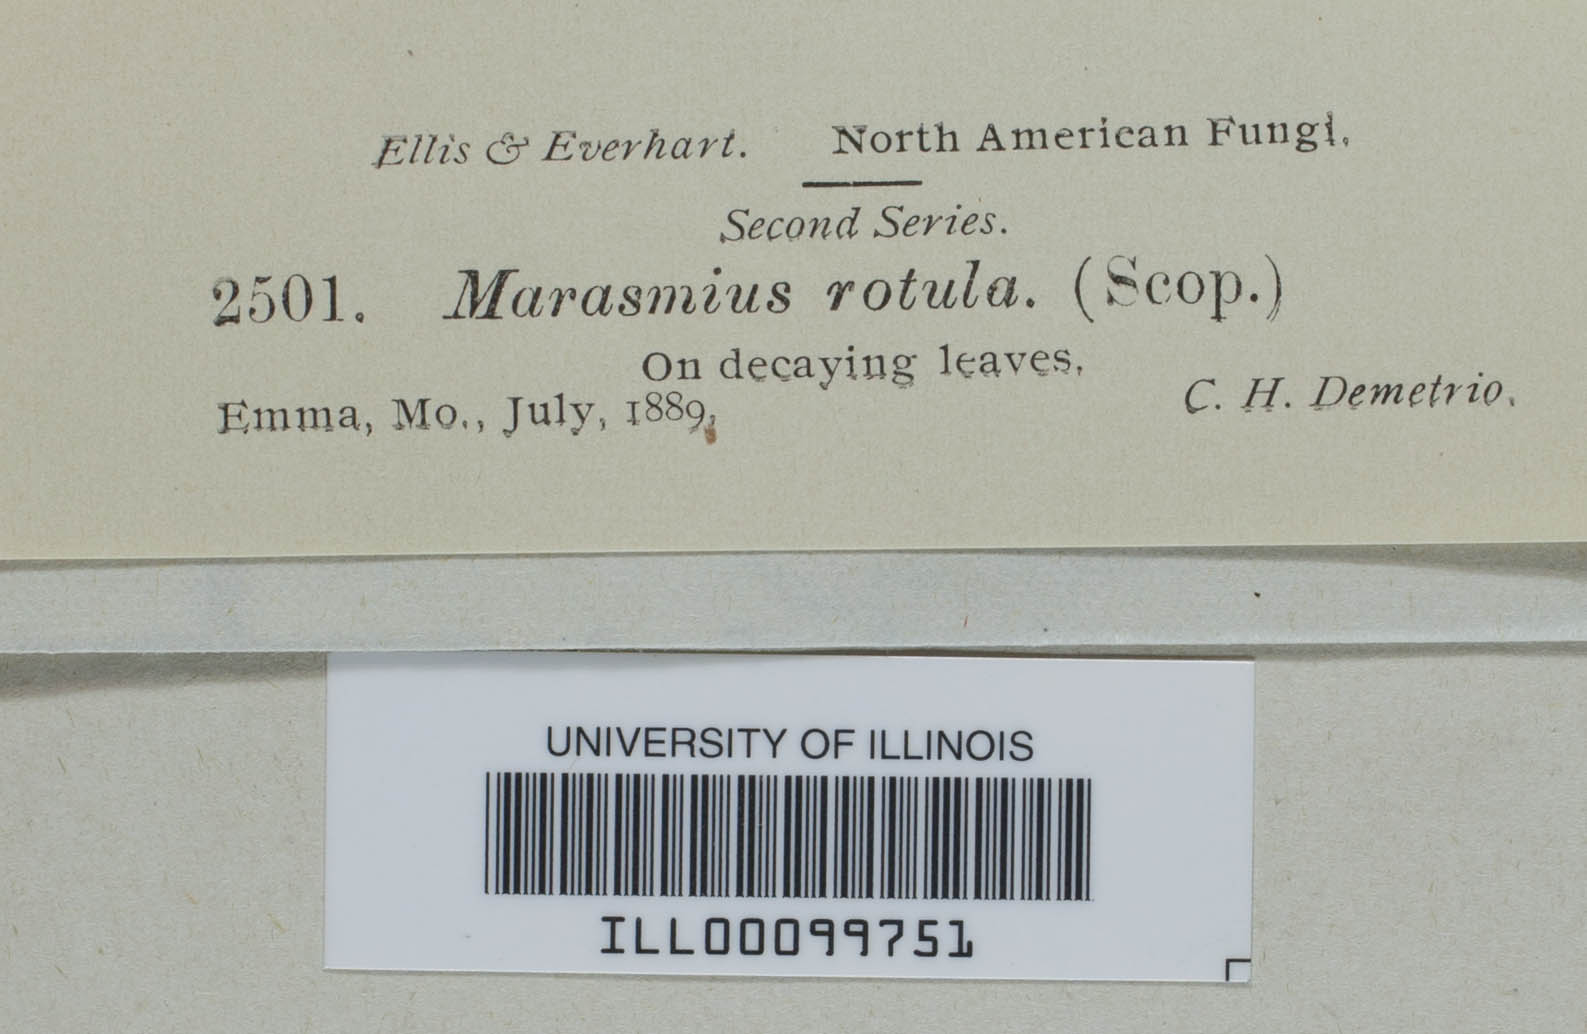 Ellis & Everhart. North American Fungi.
Second Series.
2501. Marasmius rotula. (Scop.)
On decaying leaves.
Emma, Mo., July, 1889. C. H. Demetrio.
UNIVERSITY OF ILLINOIS
ILL00099751